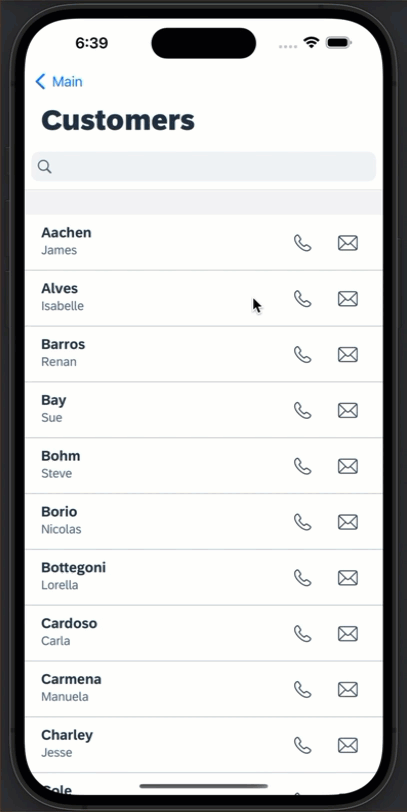 6:39
Main
Customers
Aachen
James
Alves
Isabelle
Barros
Renan
Bay
Sue
Bohm
Steve
Borio
Nicolas
Bottegoni
Lorella
Cardoso
Carla
Carmena
Manuela
Charley
Jesse
Cole